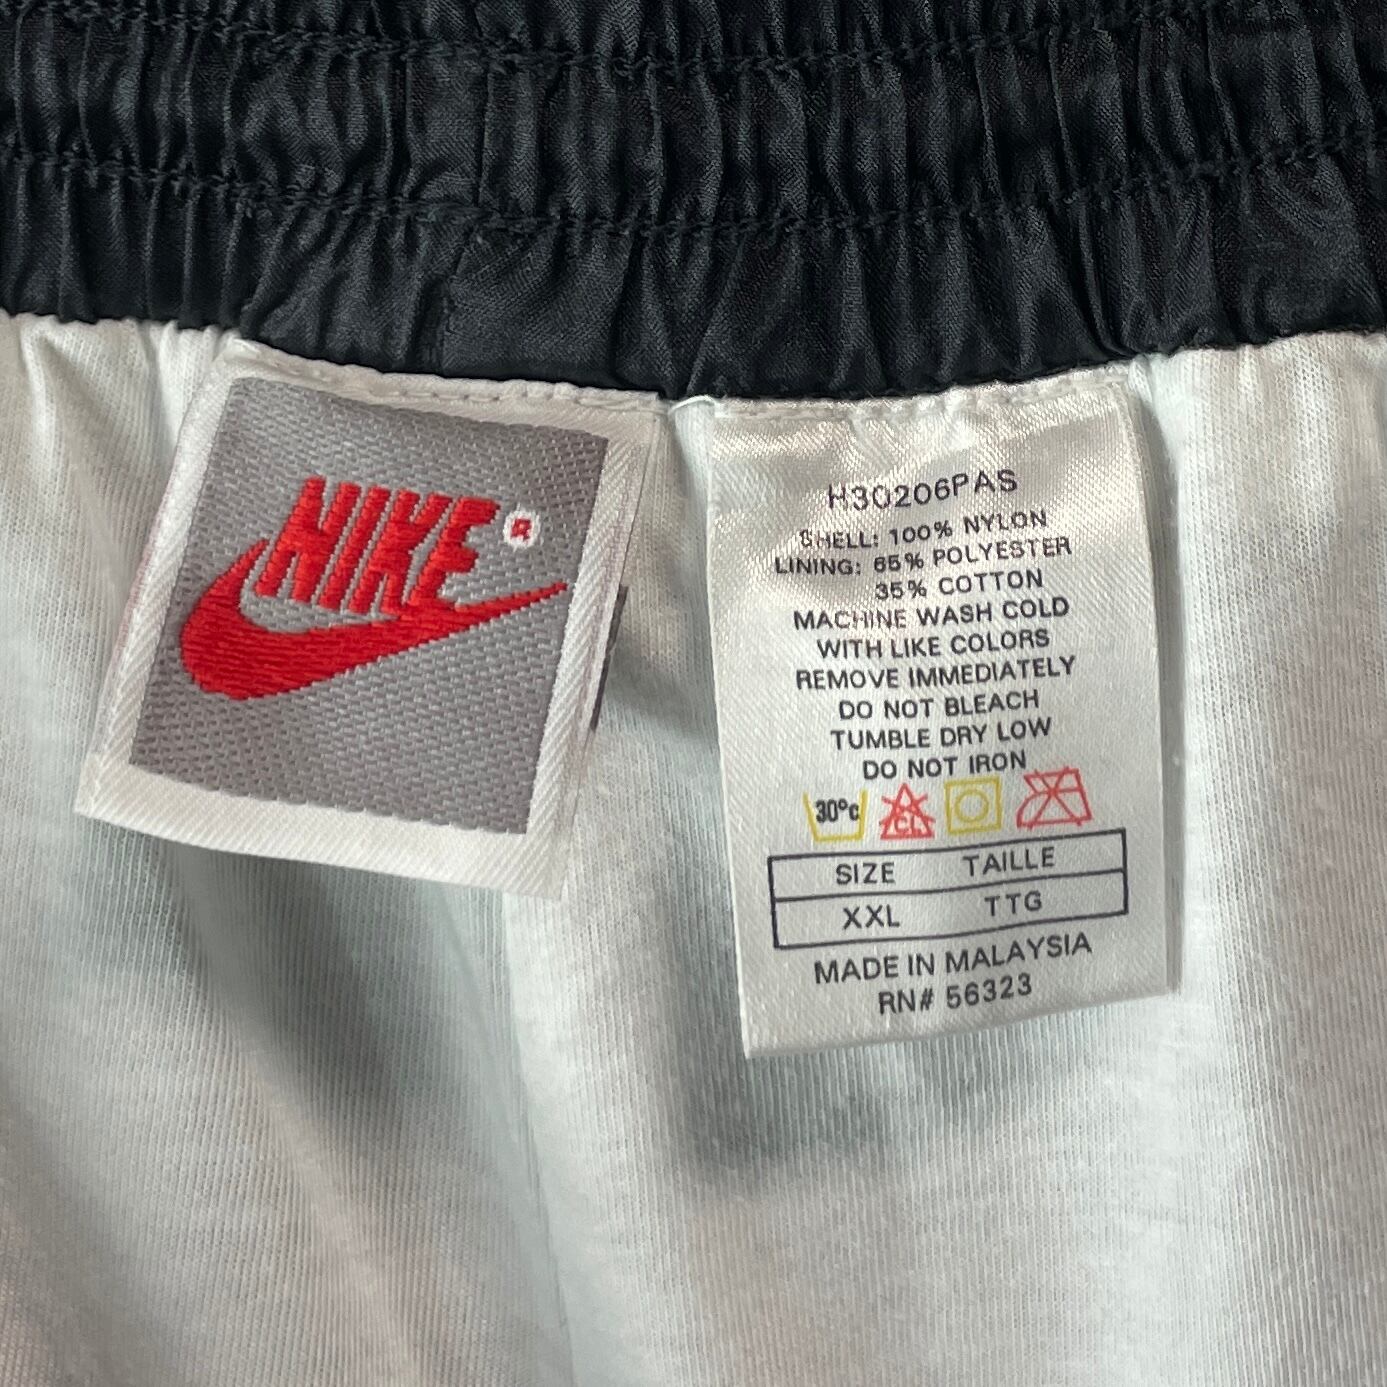 NIKE ®
H30206PAS
SHELL: 100% NYLON
LINING: 65% POLYESTER
35% COTTON
MACHINE WASH COLD
WITH LIKE COLORS
REMOVE IMMEDIATELY
DO NOT BLEACH
TUMBLE DRY LOW
DO NOT IRON
30°c CL
SIZE TAILLE
XXL TTG
MADE IN MALAYSIA
RN# 56323